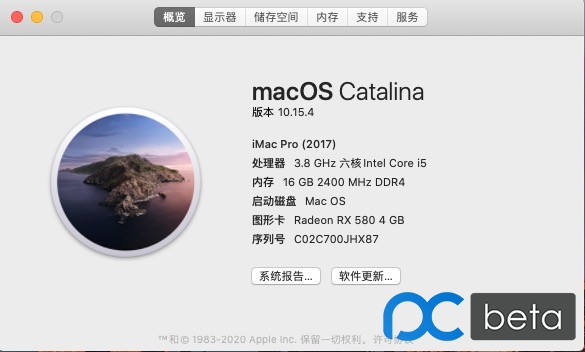 概览 显示器 储存空间 内存 支持 服务
macOS Catalina
版本 10.15.4
iMac Pro (2017)
处理器 3.8 GHz 六核Intel Core i5
内存 16 GB 2400 MHz DDR4
启动磁盘 Mac OS
图形卡 Radeon RX 580 4 GB
序列号 C02C700JHX87
系统报告... 软件更新...
pc beta
™和© 1983-2020 Apple Inc. 保留一切权利。许可协议